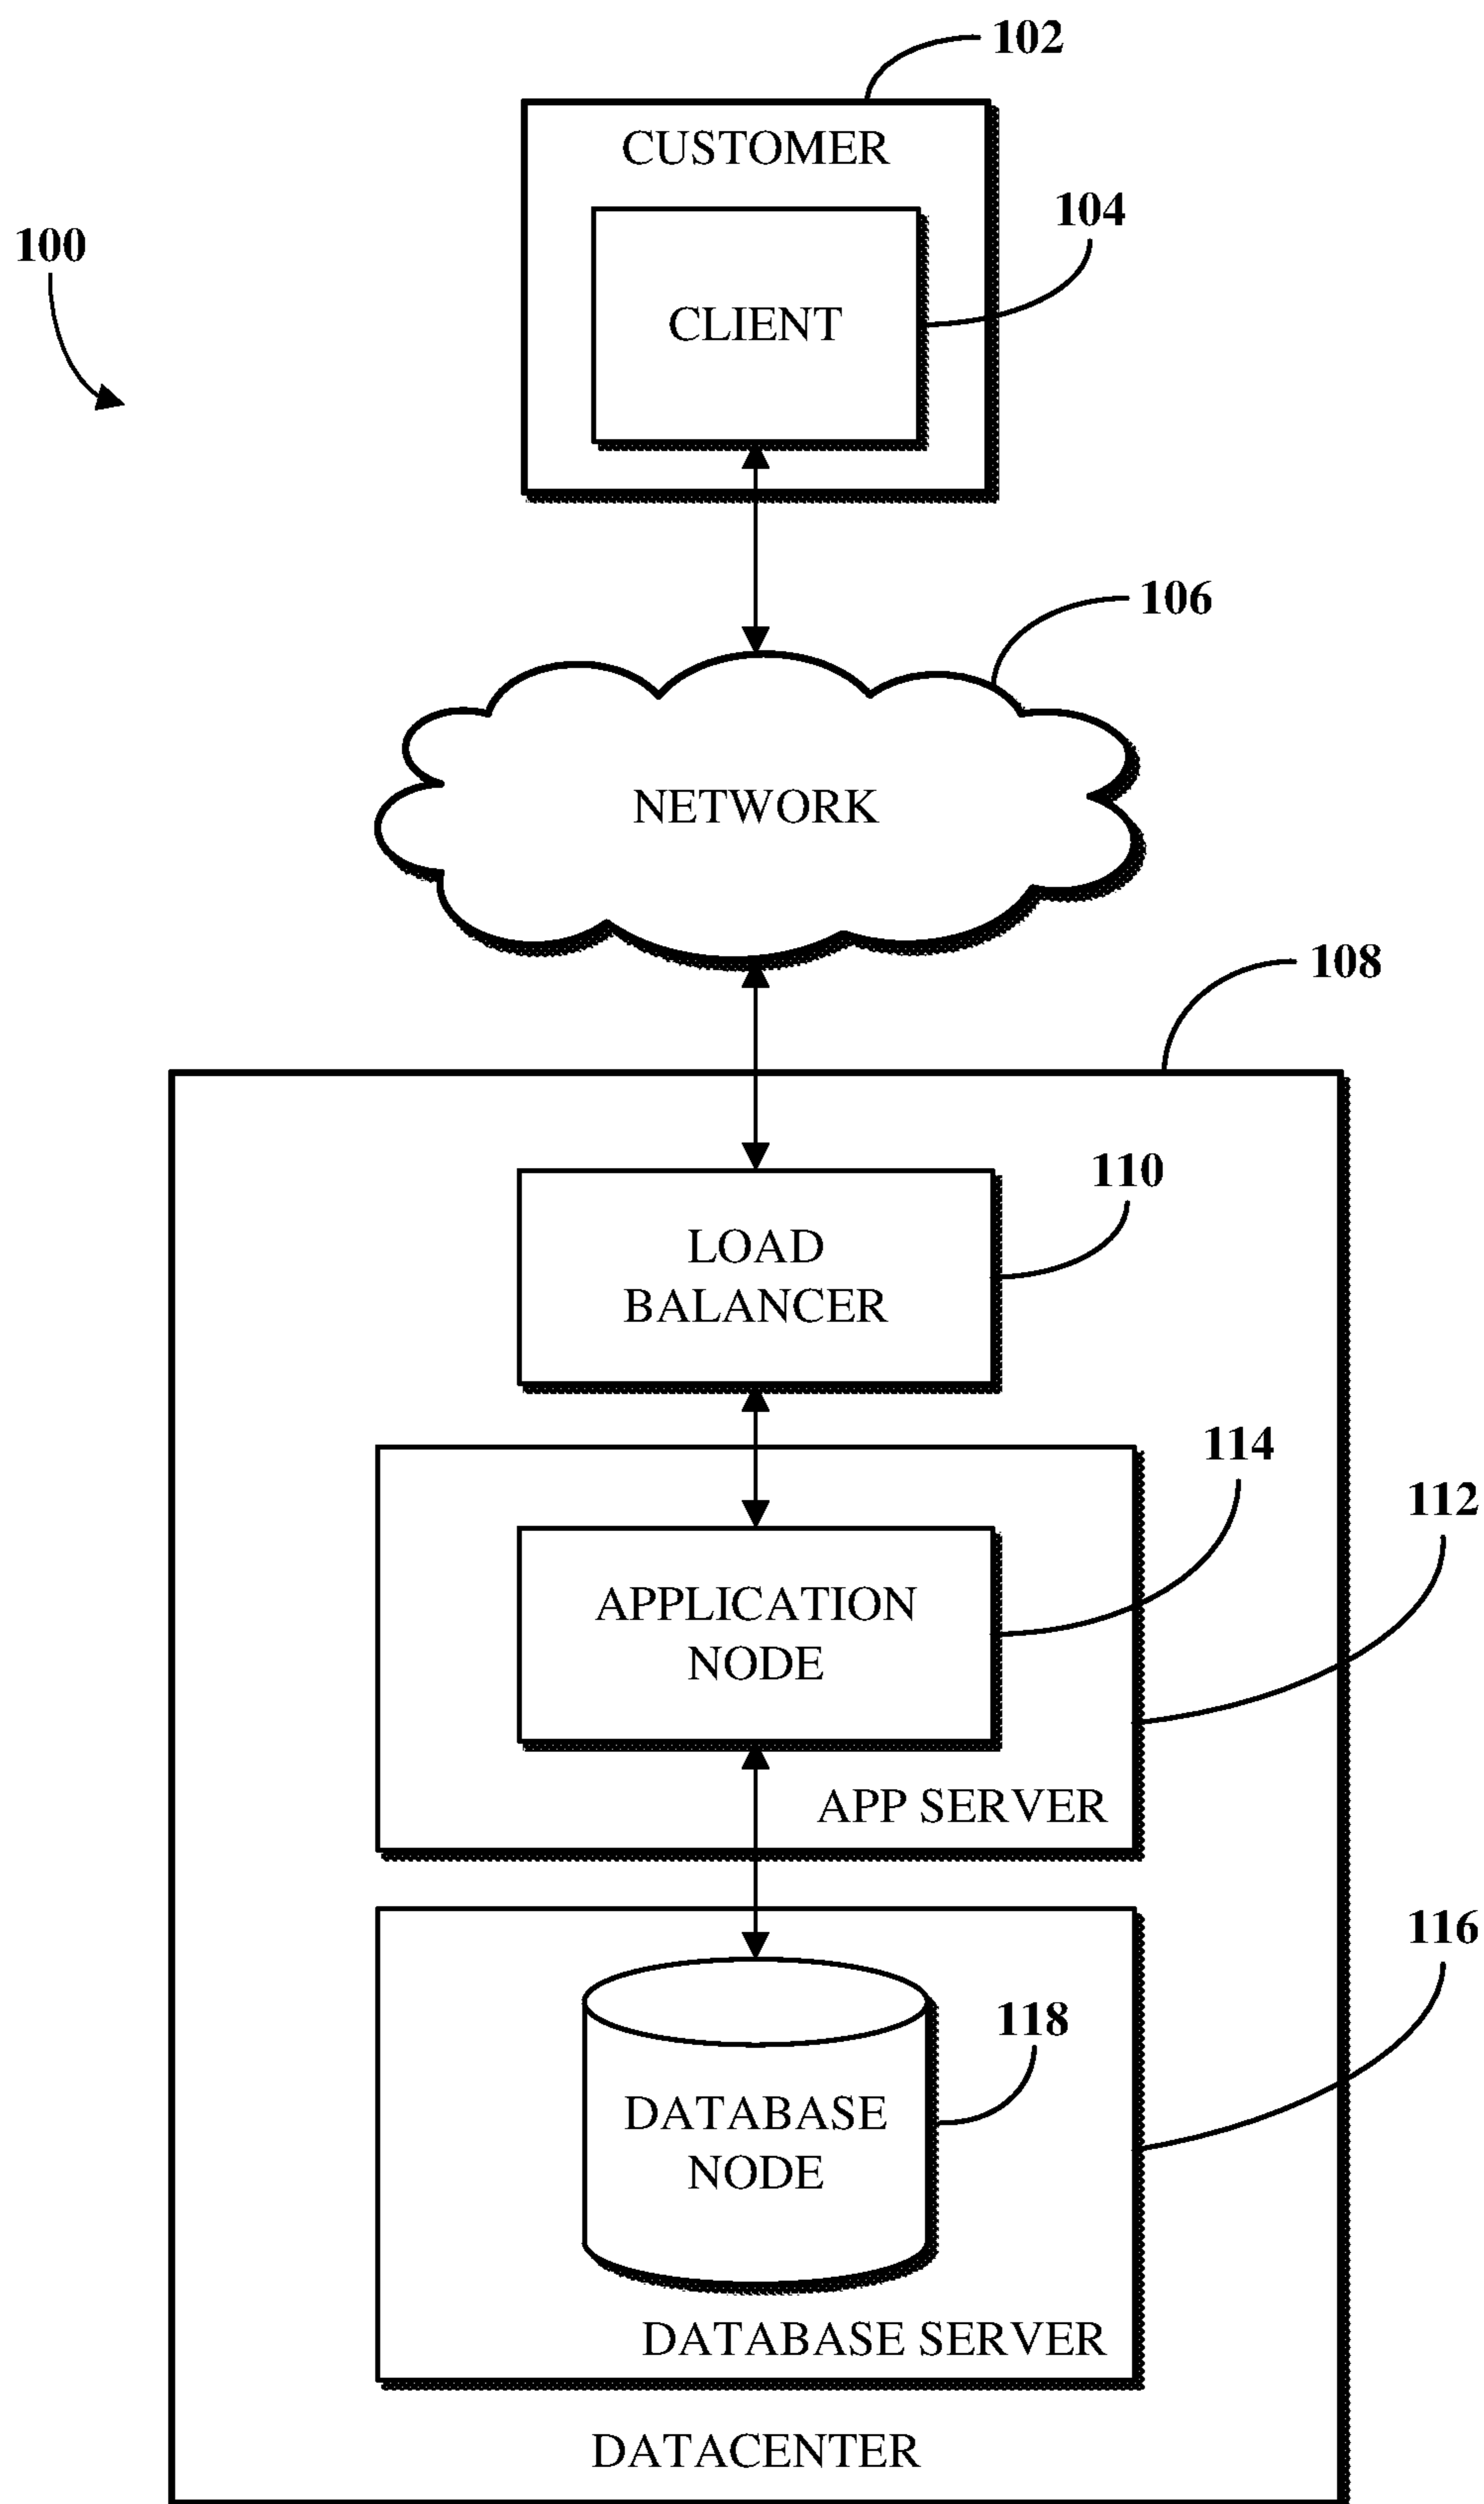 102
CUSTOMER
104
100
CLIENT
106
NETWORK
108
110
LOAD
BALANCER
114
112
APPLICATION
NODE
APP SERVER
116
118
DATABASE
NODE
DATABASE SERVER
DATACENTER